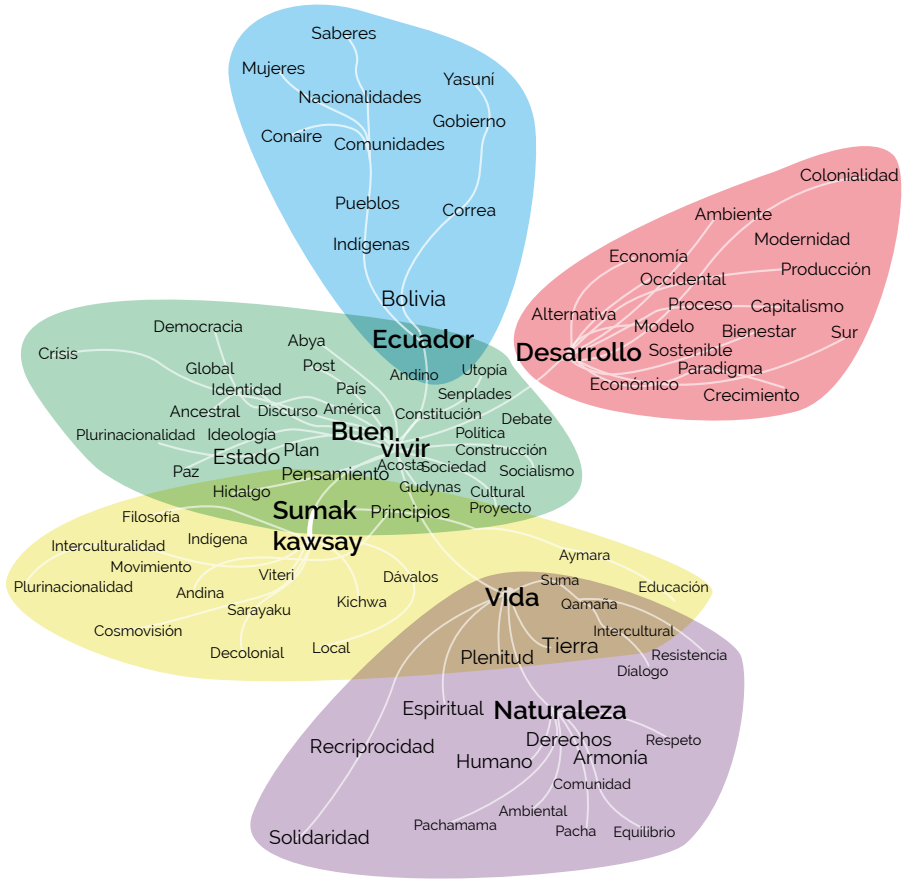 Saberes
Mujeres
Yasuní
Nacionalidades
Gobierno
Conaire
Comunidades
Pueblos
Correa
Indígenas
Bolivia
Ecuador
Colonialidad
Ambiente
Modernidad
Economía
Producción
Occidental
Proceso
Capitalismo
Alternativa
Modelo
Bienestar
Sur
Desarrollo
Sostenible
Paradigma
Económico
Crecimiento
Democracia
Abya
Crisis
Global
Post
Andino
Utopía
Identidad
País
Senplades
Ancestral
Discurso
América
Constitución
Debate
Plurinacionalidad
Ideología
Buen
vivir
Política
Estado
Plan
Construcción
Paz
Pensamiento
Acosta
Sociedad
Socialismo
Hidalgo
Gudynas
Cultural
Proyecto
Sumak
kawsay
Principios
Filosofía
Indígena
Interculturalidad
Movimiento
Plurinacionalidad
Viteri
Dávalos
Andina
Sarayaku
Kichwa
Cosmovisión
Decolonial
Local
Aymara
Suma
Educación
Vida
Qamaña
Intercultural
Tierra
Plenitud
Resistencia
Díalogo
Espiritual
Naturaleza
Recriprocidad
Derechos
Respeto
Humano
Armonía
Comunidad
Ambiental
Pachamama
Pacha
Equilibrio
Solidaridad